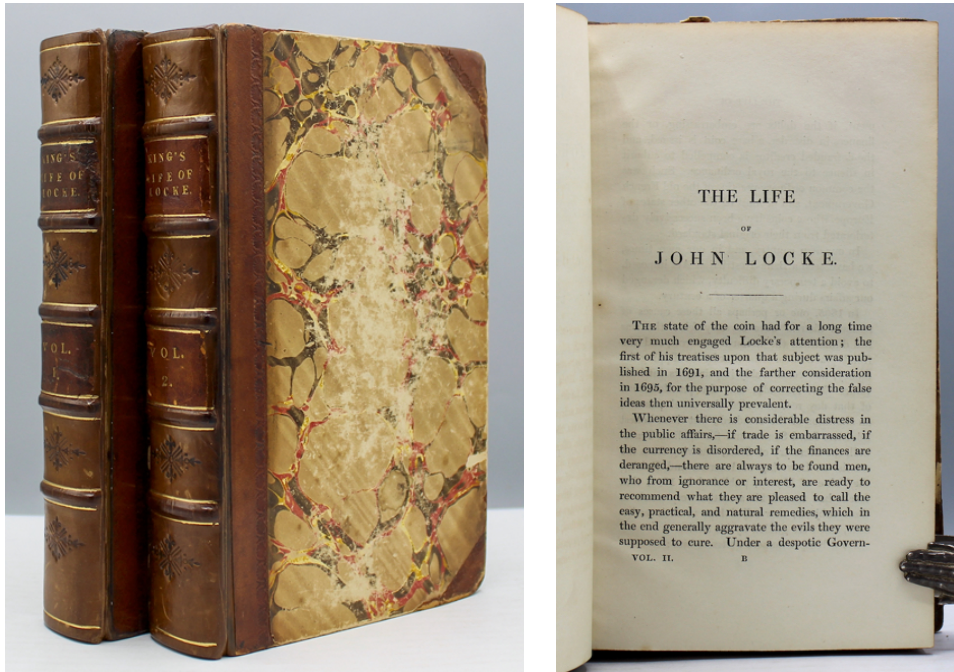 KING'S
LIFE OF
LOCKE.
VOL.
1.
KING'S
LIFE OF
LOCKE.
VOL.
2.
THE LIFE
OF
JOHN LOCKE.
THE state of the coin had for a long time
very much engaged Locke's attention; the
first of his treatises upon that subject was pub-
lished in 1691, and the farther consideration
in 1695, for the purpose of correcting the false
ideas then universally prevalent.
Whenever there is considerable distress in
the public affairs,—if trade is embarrassed, if
the currency is disordered, if the finances are
deranged,—there are always to be found men,
who from ignorance or interest, are ready to
recommend what they are pleased to call the
easy, practical, and natural remedies, which in
the end generally aggravate the evils they were
supposed to cure. Under a despotic Govern-
VOL. II. B